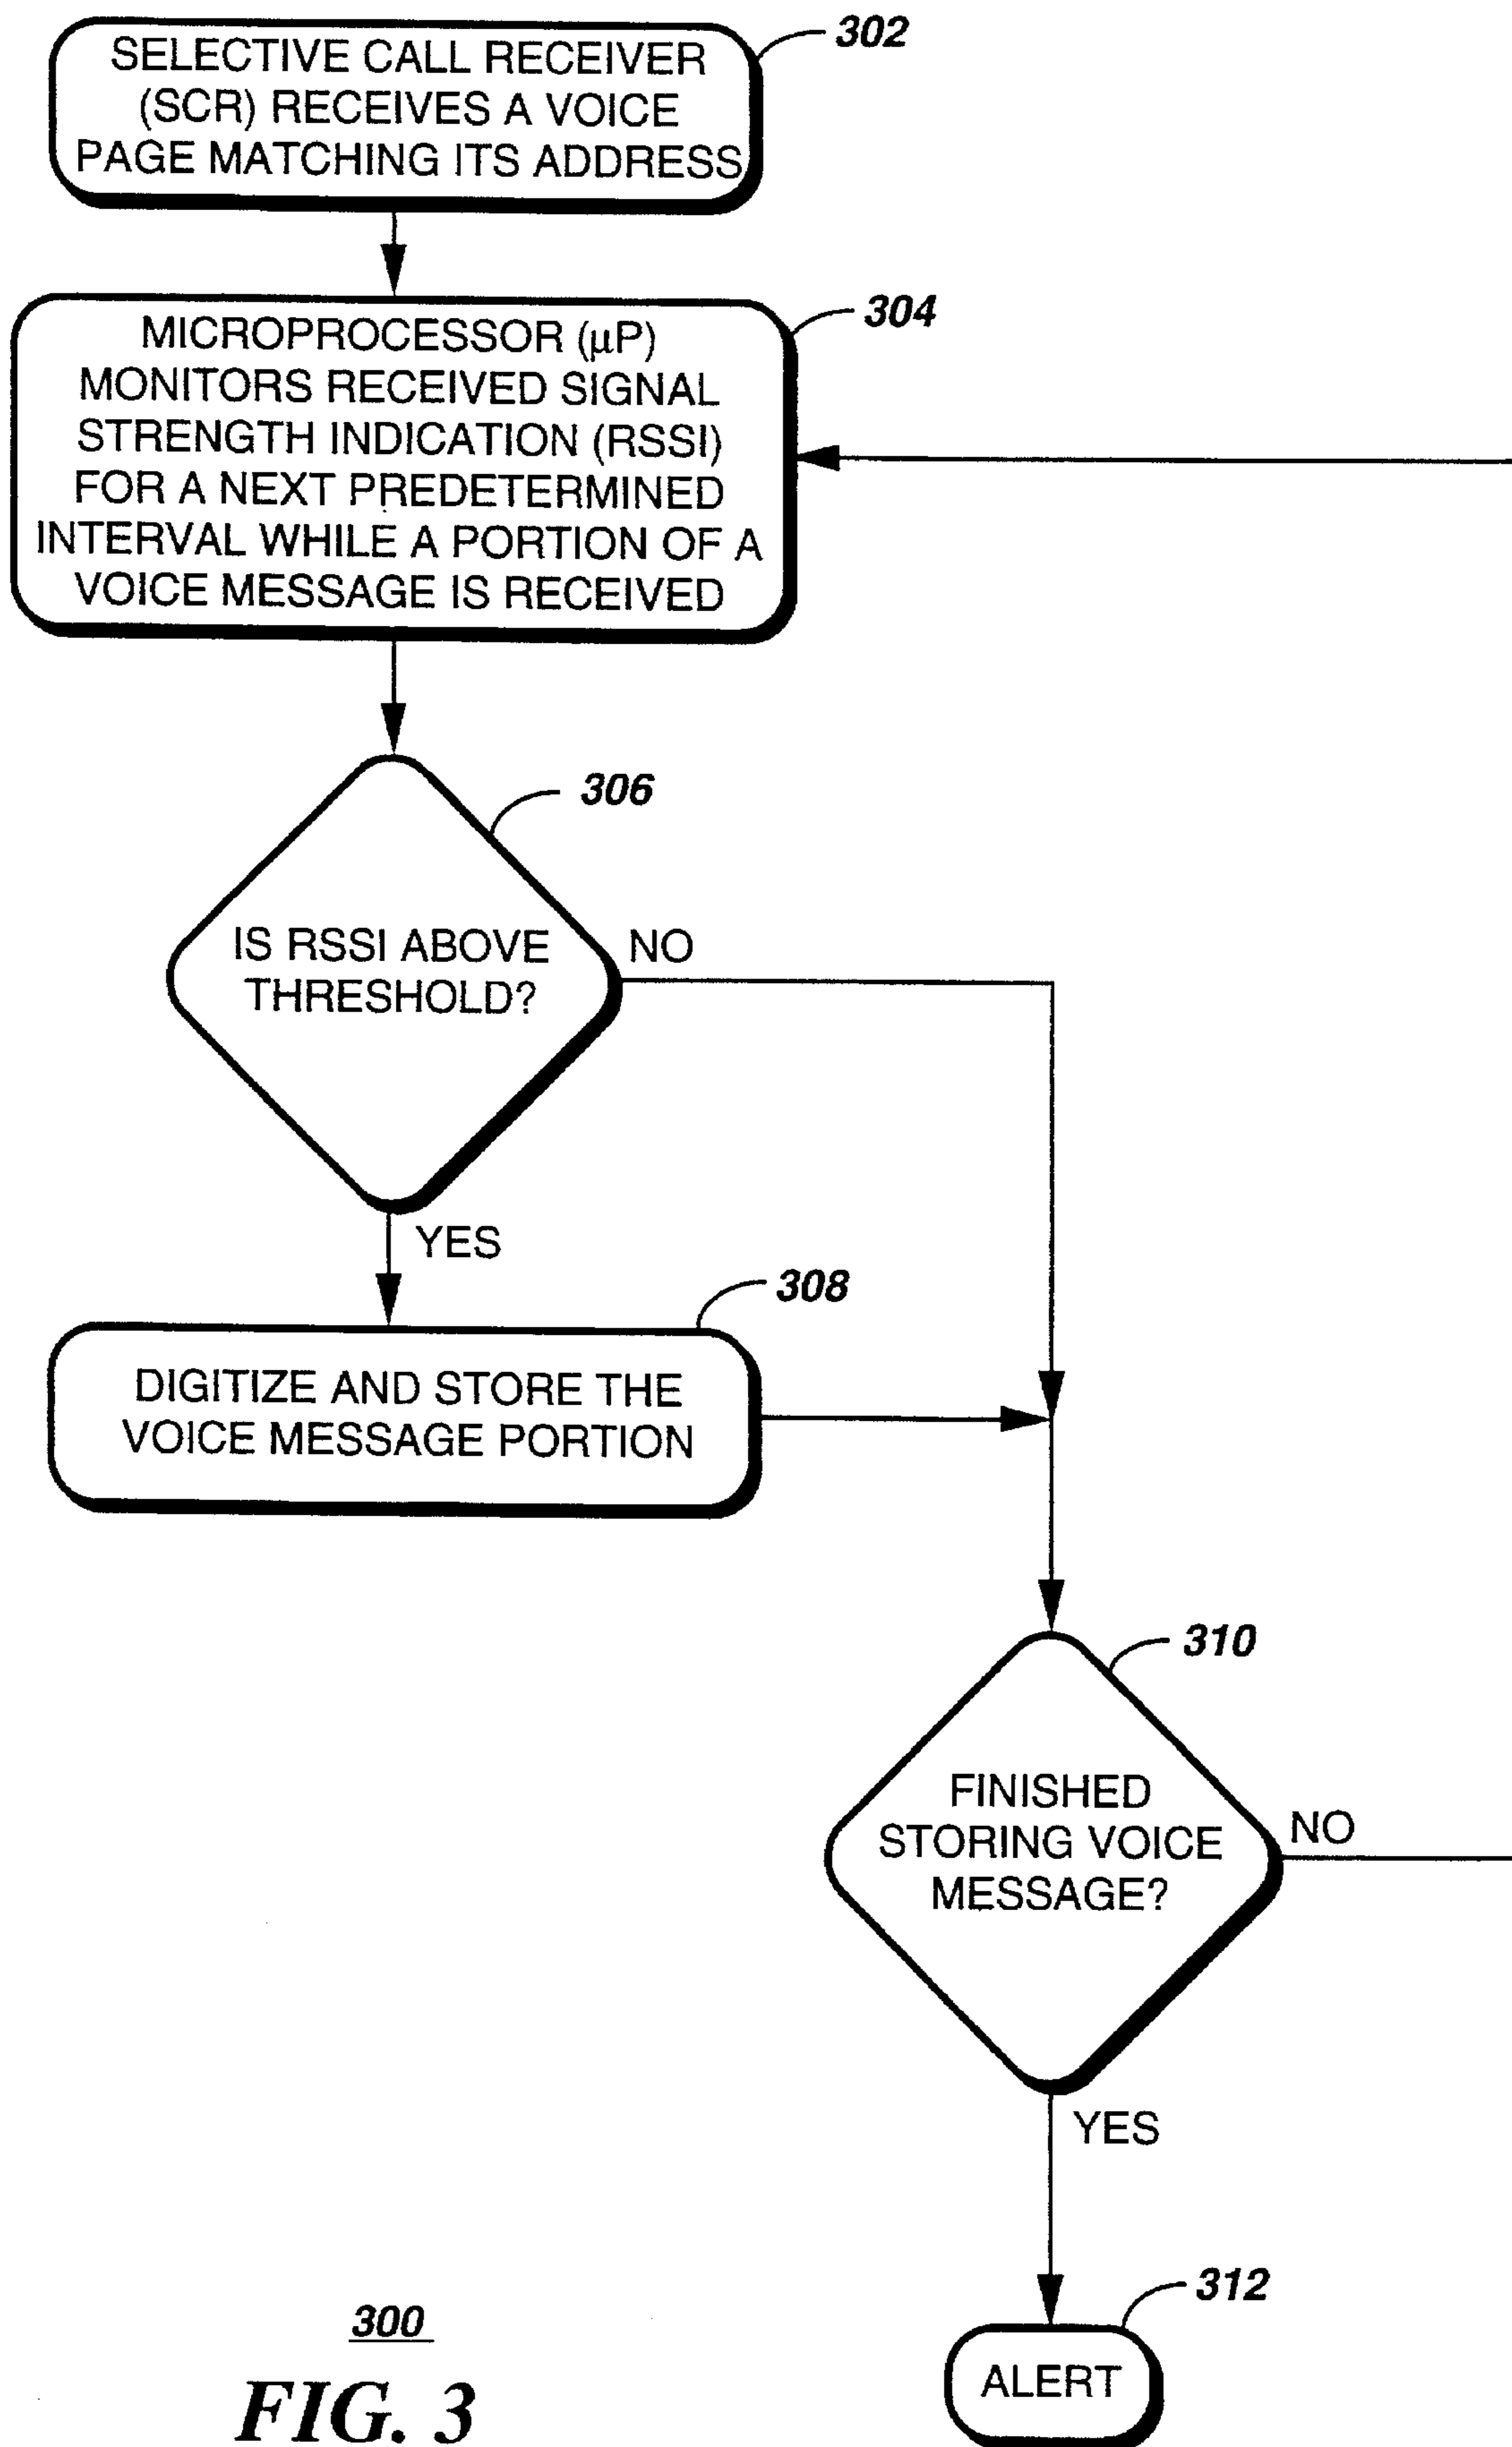 302
SELECTIVE CALL RECEIVER
(SCR) RECEIVES A VOICE
PAGE MATCHING ITS ADDRESS
304
MICROPROCESSOR (µP)
MONITORS RECEIVED SIGNAL
STRENGTH INDICATION (RSSI)
FOR A NEXT PREDETERMINED
INTERVAL WHILE A PORTION OF A
VOICE MESSAGE IS RECEIVED
306
IS RSSI ABOVE
THRESHOLD?
NO
YES
308
DIGITIZE AND STORE THE
VOICE MESSAGE PORTION
310
FINISHED
STORING VOICE
MESSAGE?
NO
YES
312
ALERT
300
FIG. 3